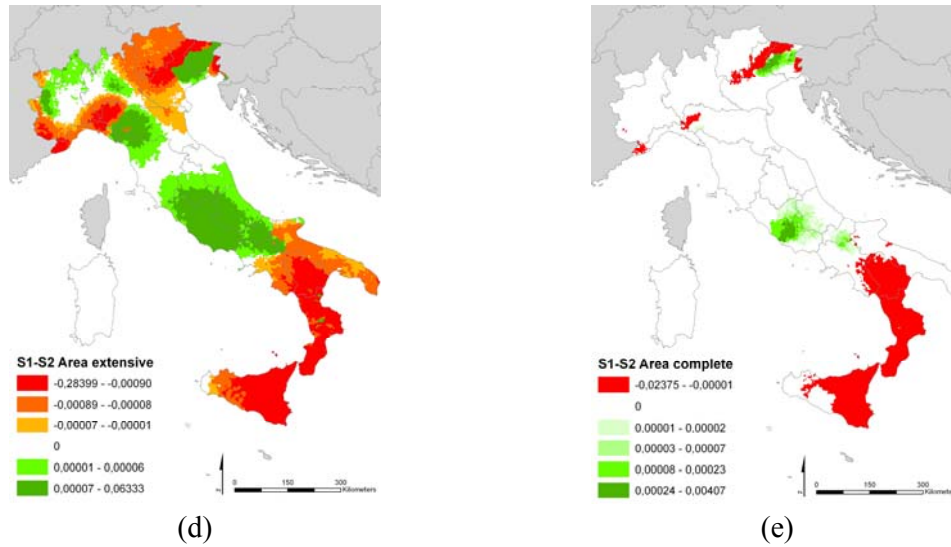 S1-S2 Area extensive
-0,28399 - -0,00090
-0,00089 - -0,00008
-0,00007 - -0,00001
0
0,00001 - 0,00006
0,00007 - 0,06333
0 75 150 300
Kilometers
(d)
S1-S2 Area complete
-0,02375 - -0,00001
0
0,00001 - 0,00002
0,00003 - 0,00007
0,00008 - 0,00023
0,00024 - 0,00407
0 75 150 300
Kilometers
(e)